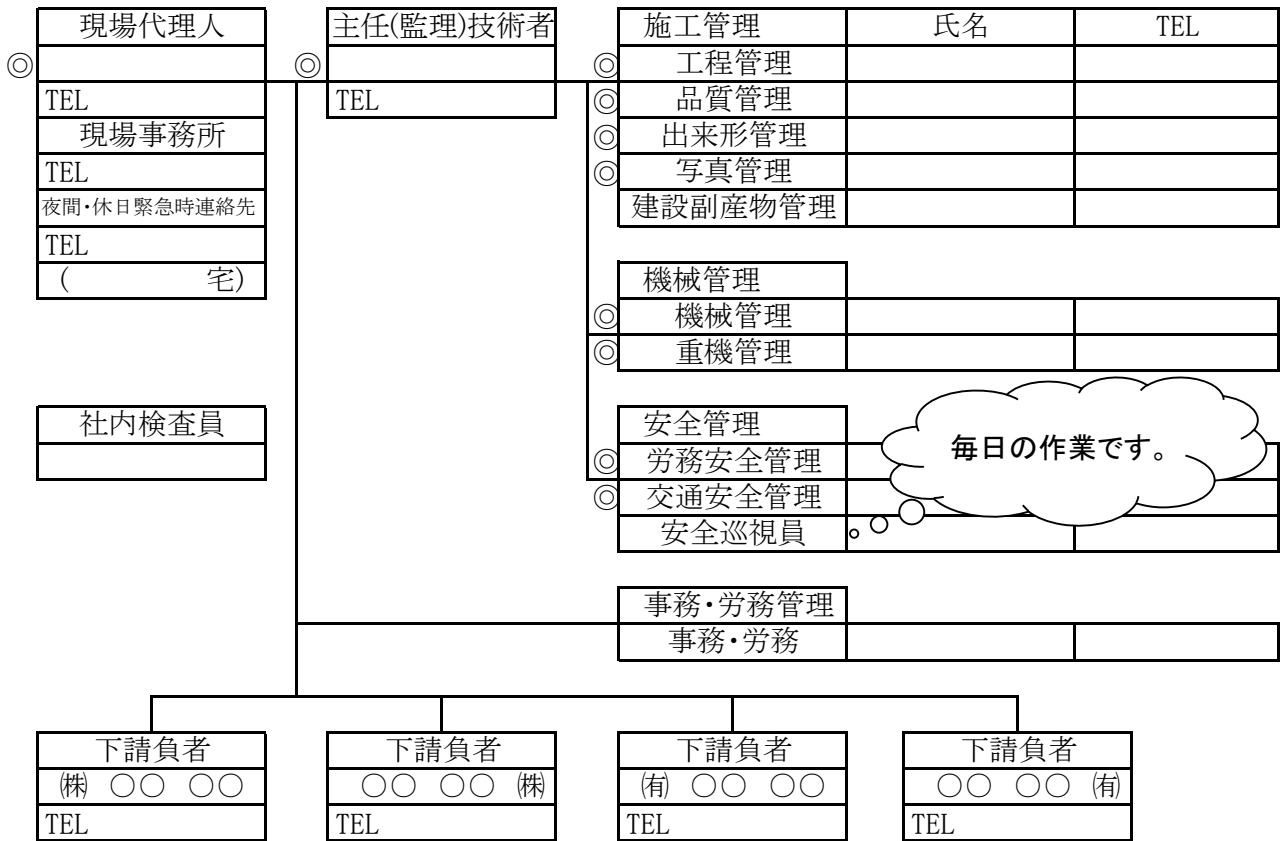 現場代理人 主任(監理)技術者 施工管理 氏名 TEL
◎ ◎ ◎ 工程管理
TEL TEL ◎ 品質管理
現場事務所 ◎ 出来形管理
TEL ◎ 写真管理
夜間・休日緊急時連絡先 建設副産物管理
TEL
( 宅) 機械管理
◎ 機械管理
◎ 重機管理
社内検査員 安全管理
毎日の作業です。
◎ 労務安全管理
◎ 交通安全管理
安全巡視員
事務・労務管理
事務・労務
下請負者 下請負者 下請負者 下請負者
㈱ ○○ ○○ ○○ ○○ ㈱ ㈲ ○○ ○○ ○○ ○○ ㈲
TEL TEL TEL TEL